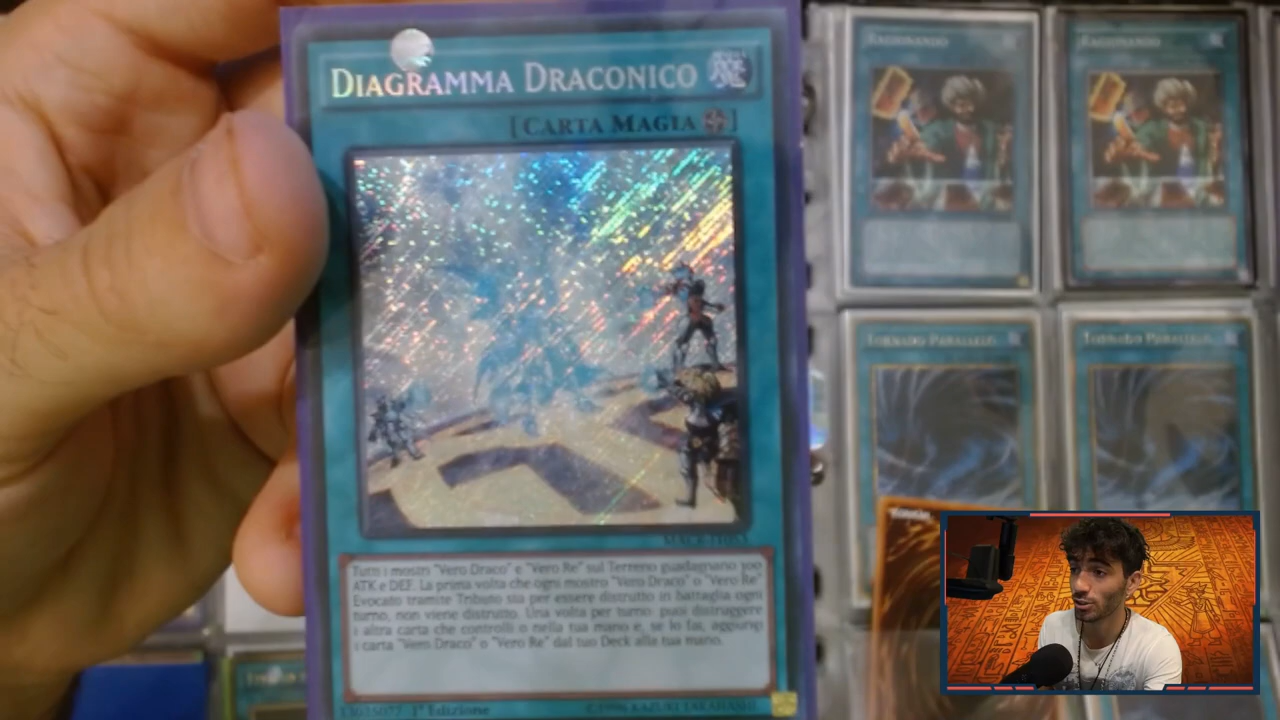 DIAGRAMMA DRACONICO
[CARTA MAGIA]
Tutti i mostri "Vero Draco" e "Vero Re" sul Terreno guadagnano 300
ATK e DEF. La prima volta che ogni mostro "Vero Draco" o "Vero Re"
Evocato tramite Tributo sta per essere distrutto in battaglia ogni
turno, non viene distrutto. Una volta per turno: puoi distruggere
1 altra carta che controlli o nella tua mano e, se lo fai, aggiungi
1 carta "Vero Draco" o "Vero Re" dal tuo Deck alla tua mano.
1ª Edizione
©1996 KAZUKI TAKAHASHI
RAGIONANDO
RAGIONANDO
TORNADO PARALLELO
TORNADO PARALLELO